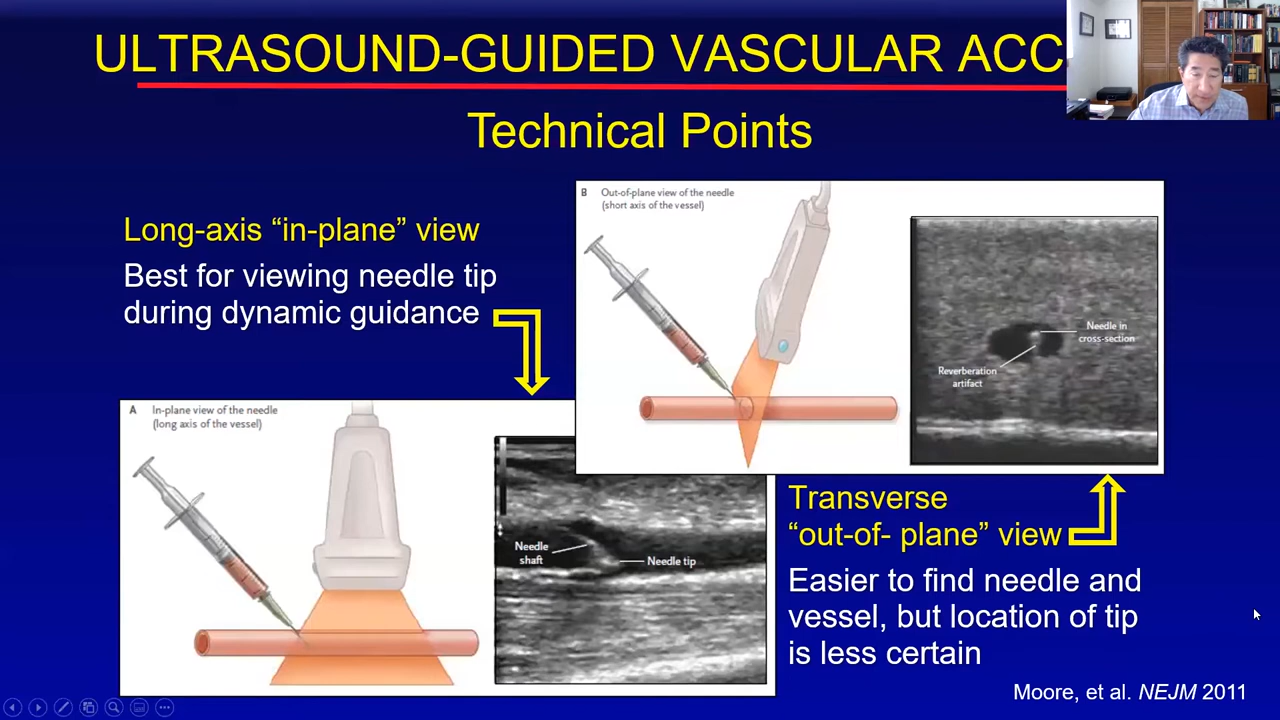 ULTRASOUND-GUIDED VASCULAR ACC
Technical Points
Long-axis “in-plane” view
Best for viewing needle tip
during dynamic guidance
B Out-of-plane view of the needle
(short axis of the vessel)
Needle in
cross-section
Reverberation
artifact
A In-plane view of the needle
(long axis of the vessel)
Needle
shaft
Needle tip
Transverse
“out-of- plane” view
Easier to find needle and
vessel, but location of tip
is less certain
Moore, et al. NEJM 2011